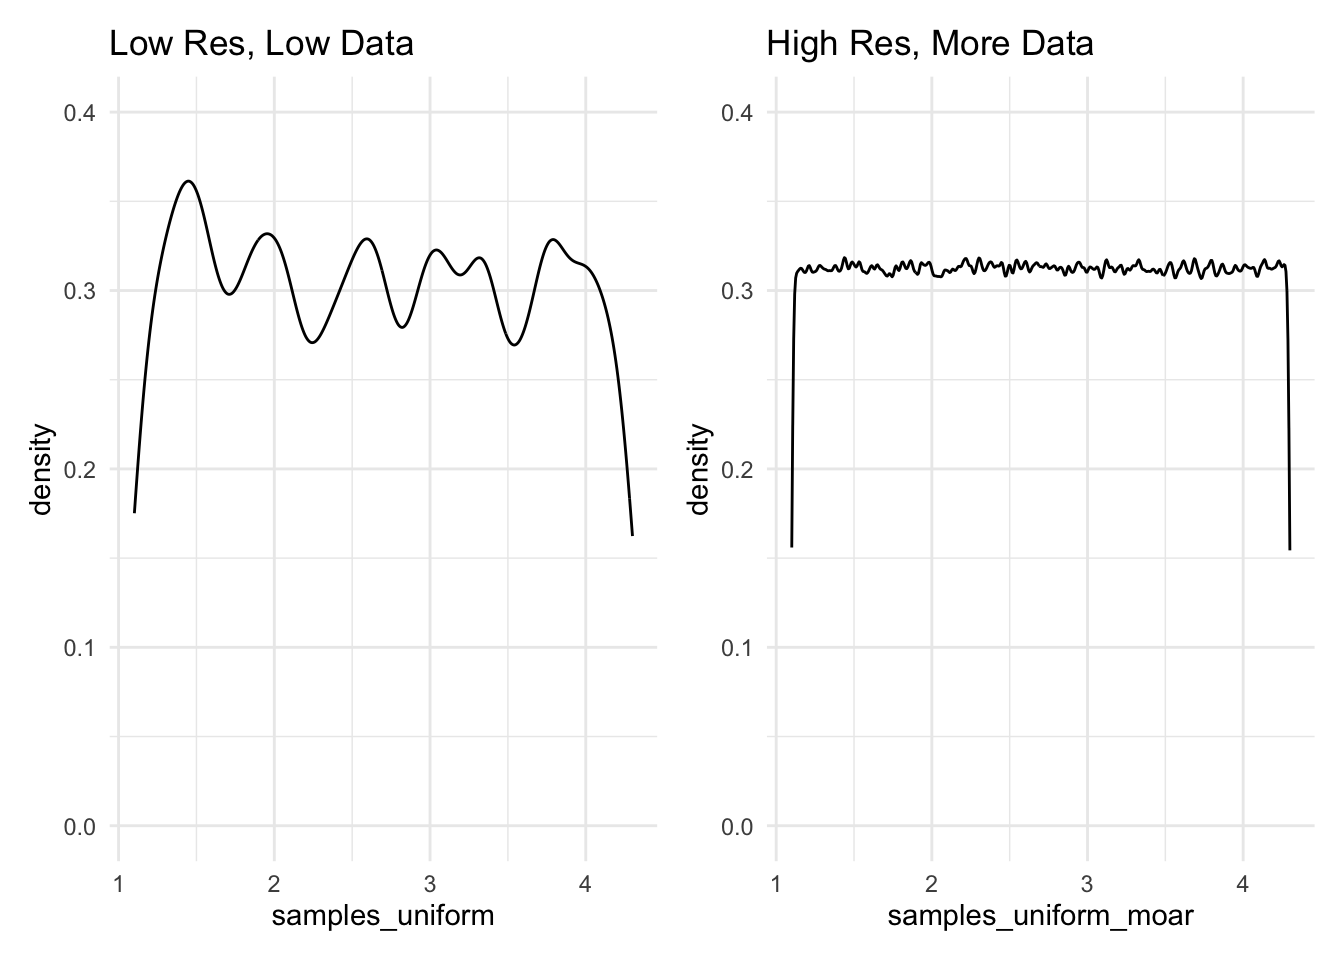 Low Res, Low Data
0.4
0.3
0.2
0.1
0.0
density
1 2 3 4
samples_uniform
High Res, More Data
0.4
0.3
0.2
0.1
0.0
density
1 2 3 4
samples_uniform_moar